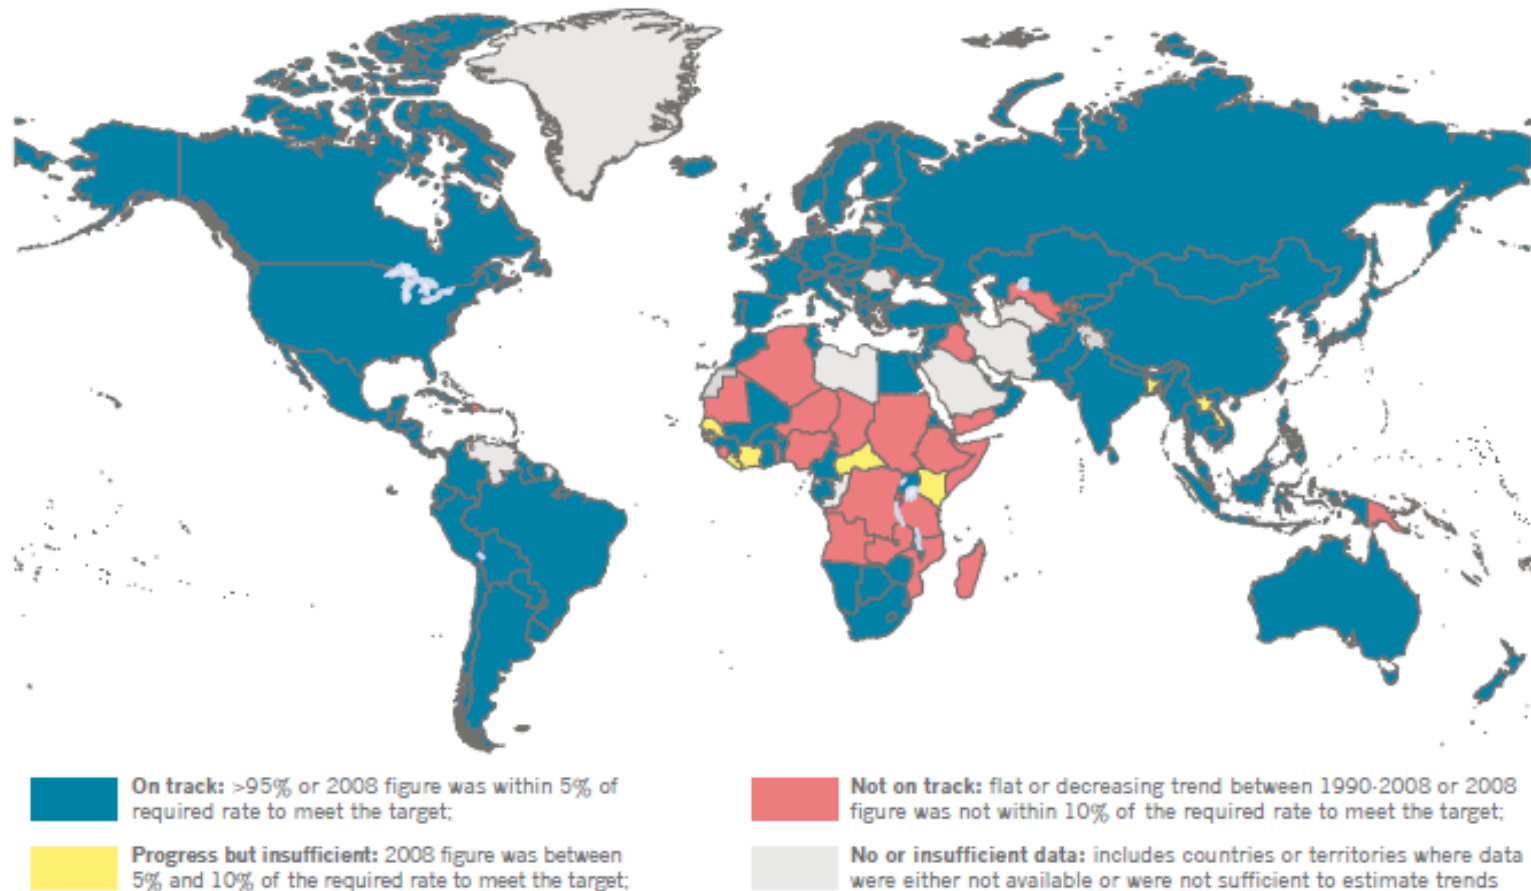 On track: >95% or 2008 figure was within 5% of
required rate to meet the target;
Progress but insufficient: 2008 figure was between
5% and 10% of the required rate to meet the target;
Not on track: flat or decreasing trend between 1990-2008 or 2008
figure was not within 10% of the required rate to meet the target;
No or insufficient data: includes countries or territories where data
were either not available or were not sufficient to estimate trends